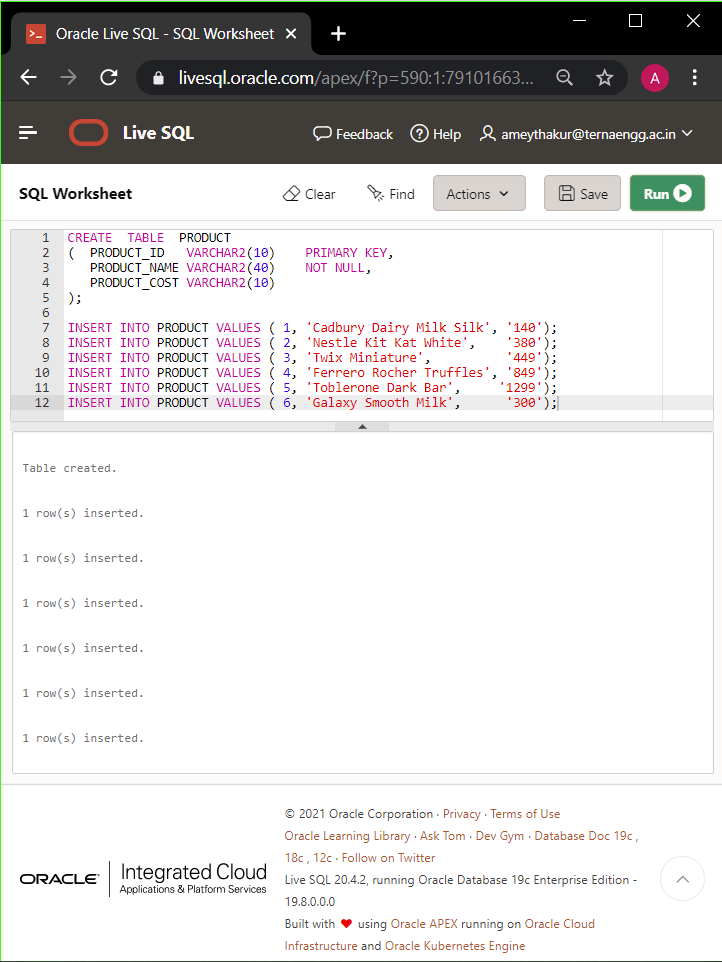 Oracle Live SQL - SQL Worksheet
livesql.oracle.com/apex/f?p=590:1:79101663...
A
Live SQL
Feedback
Help
ameythakur@ternaengg.ac.in
SQL Worksheet
Clear
Find
Actions
Save
Run
1 CREATE  TABLE  PRODUCT
2 (  PRODUCT_ID   VARCHAR2(10)    PRIMARY KEY,
3    PRODUCT_NAME VARCHAR2(40)    NOT NULL,
4    PRODUCT_COST VARCHAR2(10)
5 );
6
7 INSERT INTO PRODUCT VALUES ( 1, 'Cadbury Dairy Milk Silk', '140');
8 INSERT INTO PRODUCT VALUES ( 2, 'Nestle Kit Kat White',    '380');
9 INSERT INTO PRODUCT VALUES ( 3, 'Twix Miniature',          '449');
10 INSERT INTO PRODUCT VALUES ( 4, 'Ferrero Rocher Truffles', '849');
11 INSERT INTO PRODUCT VALUES ( 5, 'Toblerone Dark Bar',     '1299');
12 INSERT INTO PRODUCT VALUES ( 6, 'Galaxy Smooth Milk',      '300');
Table created.
1 row(s) inserted.
1 row(s) inserted.
1 row(s) inserted.
1 row(s) inserted.
1 row(s) inserted.
1 row(s) inserted.
ORACLE
Integrated Cloud
Applications & Platform Services
© 2021 Oracle Corporation · Privacy · Terms of Use
Oracle Learning Library · Ask Tom · Dev Gym · Database Doc 19c ,
18c , 12c · Follow on Twitter
Live SQL 20.4.2, running Oracle Database 19c Enterprise Edition -
19.8.0.0.0
Built with ❤ using Oracle APEX running on Oracle Cloud
Infrastructure and Oracle Kubernetes Engine